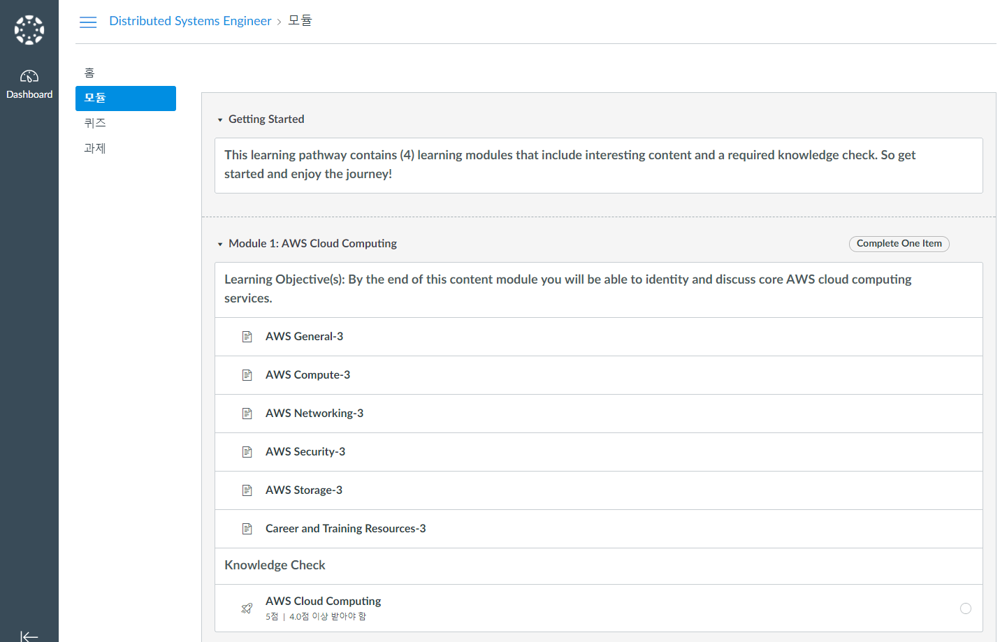 Distributed Systems Engineer > 모듈
Dashboard
홈
모듈
퀴즈
과제
Getting Started
This learning pathway contains (4) learning modules that include interesting content and a required knowledge check. So get
started and enjoy the journey!
Module 1: AWS Cloud Computing
Complete One Item
Learning Objective(s): By the end of this content module you will be able to identity and discuss core AWS cloud computing
services.
AWS General-3
AWS Compute-3
AWS Networking-3
AWS Security-3
AWS Storage-3
Career and Training Resources-3
Knowledge Check
AWS Cloud Computing
5점 | 4.0점 이상 받아야 함